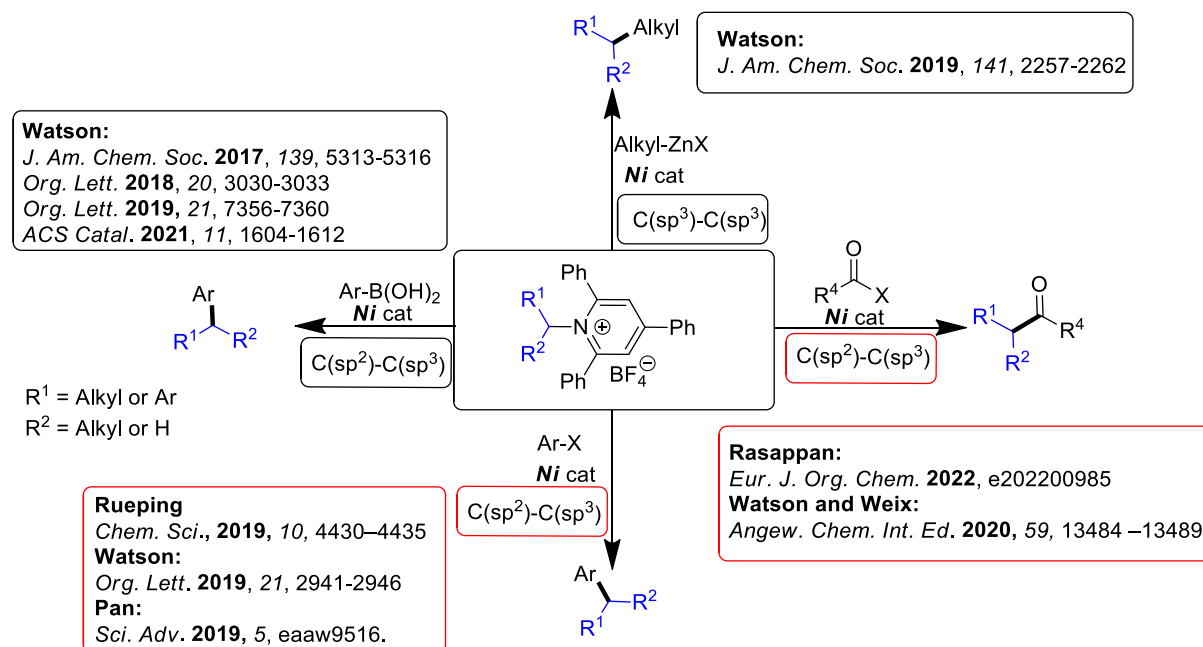 R¹ Alkyl
R²
Watson:
J. Am. Chem. Soc. 2019, 141, 2257-2262
Watson:
J. Am. Chem. Soc. 2017, 139, 5313-5316
Org. Lett. 2018, 20, 3030-3033
Org. Lett. 2019, 21, 7356-7360
ACS Catal. 2021, 11, 1604-1612
Alkyl-ZnX
Ni cat
C(sp³)-C(sp³)
Ar
R¹ R²
Ar-B(OH)₂
Ni cat
C(sp²)-C(sp³)
Ph
R¹
N + Ph
R²
Ph BF₄⊖
O
R⁴ X
Ni cat
C(sp²)-C(sp³)
O
R¹ R⁴
R²
R¹ = Alkyl or Ar
R² = Alkyl or H
Ar-X
Ni cat
C(sp²)-C(sp³)
Rueping
Chem. Sci., 2019, 10, 4430–4435
Watson:
Org. Lett. 2019, 21, 2941-2946
Pan:
Sci. Adv. 2019, 5, eaaw9516.
Rasappan:
Eur. J. Org. Chem. 2022, e202200985
Watson and Weix:
Angew. Chem. Int. Ed. 2020, 59, 13484 –13489
Ar
R²
R¹